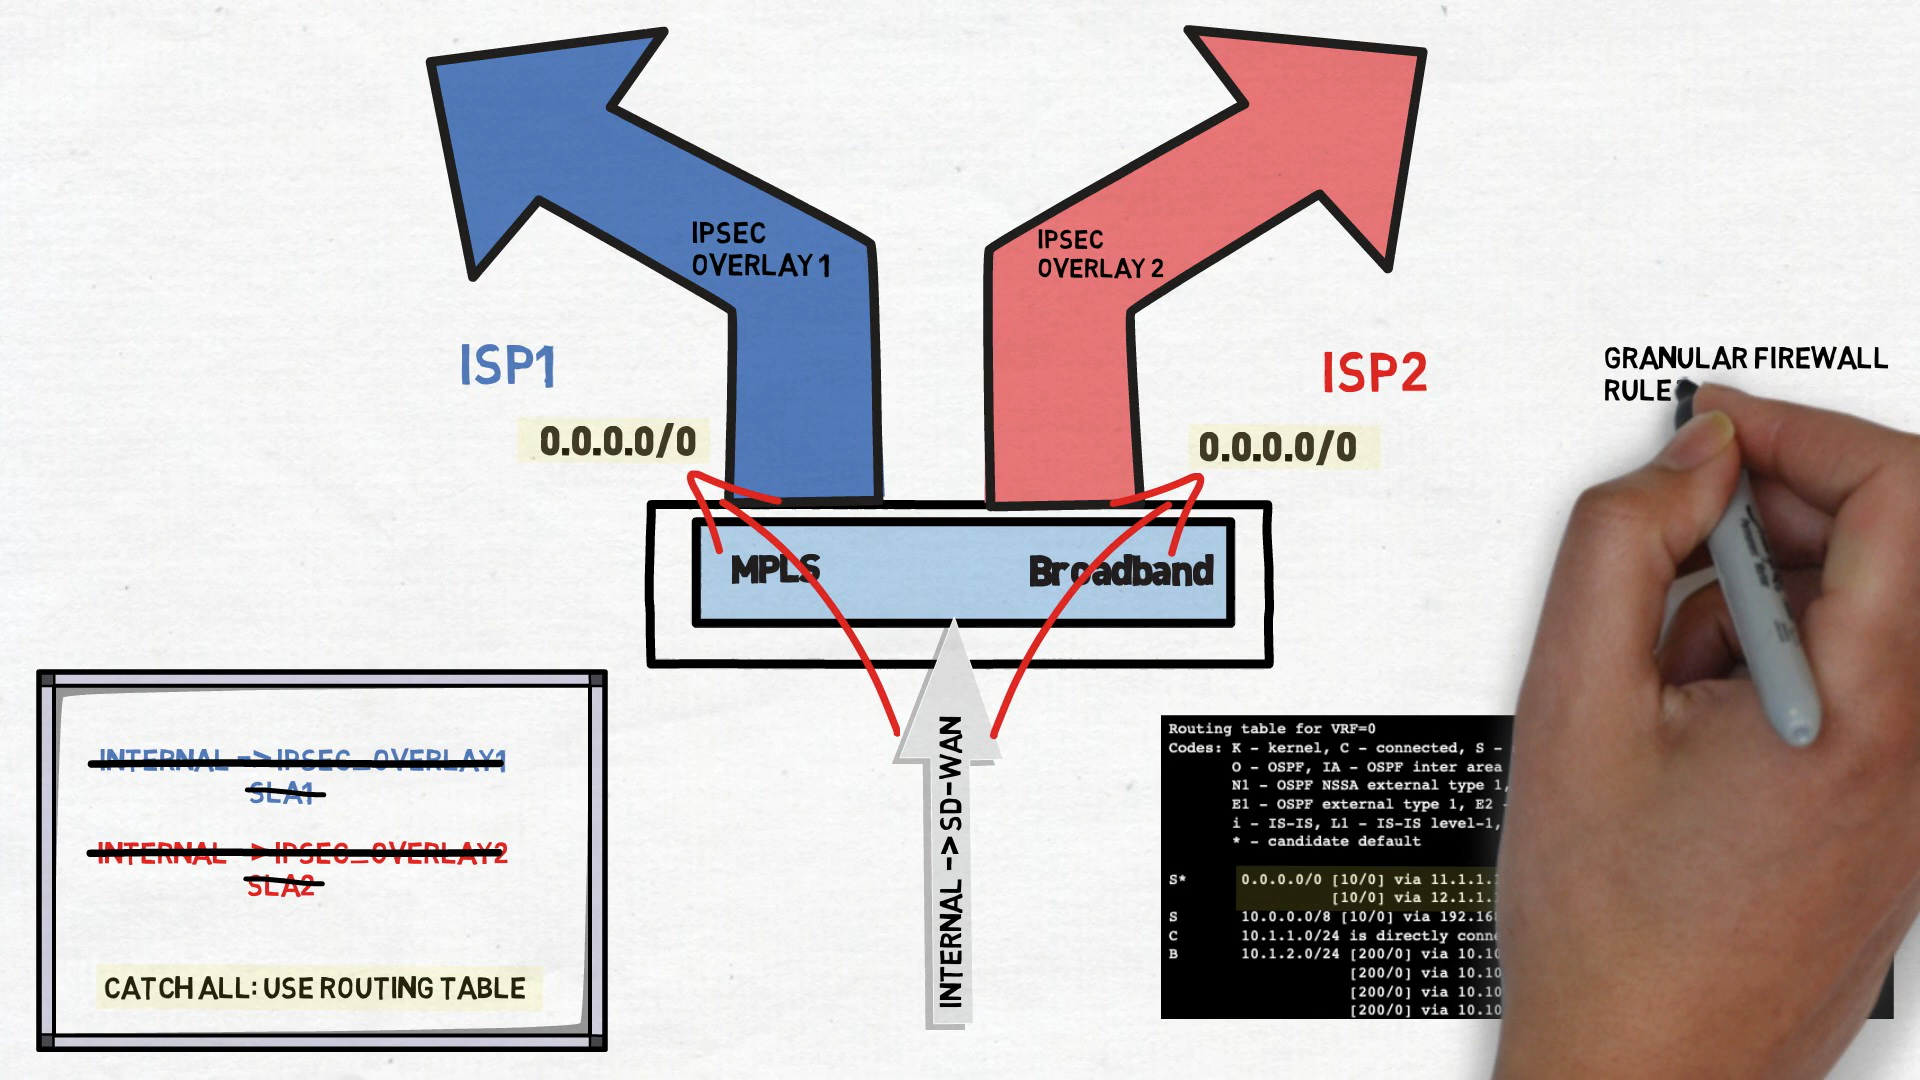 IPSEC
OVERLAY 1
IPSEC
OVERLAY 2
ISP1
ISP2
GRANULAR FIREWALL
RULE
0.0.0.0/0
0.0.0.0/0
MPLS
Broadband
INTERNAL -> SD-WAN
INTERNAL -> IPSEC_OVERLAY1
SLA1
INTERNAL -> IPSEC_OVERLAY2
SLA2
CATCH ALL: USE ROUTING TABLE
Routing table for VRF=0
Codes: K - kernel, C - connected, S -
O - OSPF, IA - OSPF inter area
N1 - OSPF NSSA external type 1,
E1 - OSPF external type 1, E2 -
i - IS-IS, L1 - IS-IS level-1,
* - candidate default
S* 0.0.0.0/0 [10/0] via 11.1.1.
[10/0] via 12.1.1.
S 10.0.0.0/8 [10/0] via 192.16
C 10.1.1.0/24 is directly
B 10.1.2.0/24 [200/0] via 10.10
[200/0] via 10.10
[200/0] via 10.10
[200/0] via 10.10